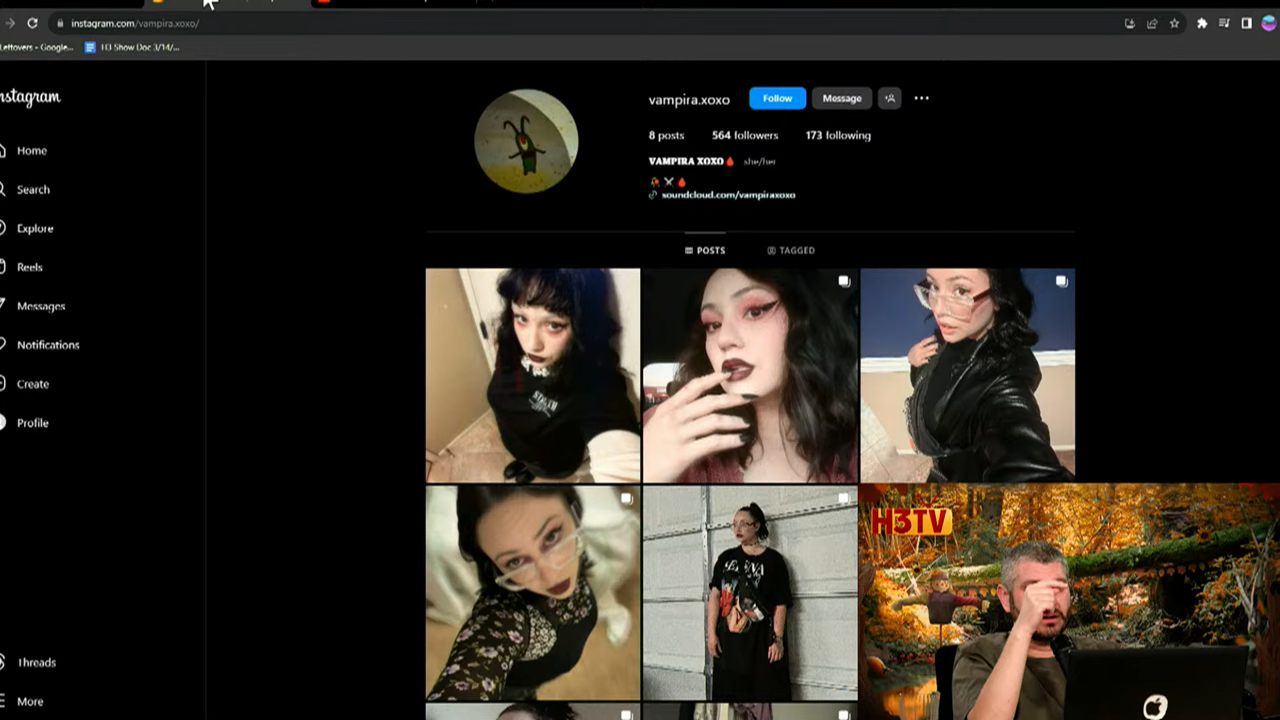 instagram.com/vampira.xoxo/
Leftovers - Google...
H3 Show Doc 3/14/...
nstagram
vampira.xoxo
Follow
Message
8 posts
564 followers
173 following
VAMPIRA XOXO
she/her
soundcloud.com/vampiraxoxo
POSTS
TAGGED
Home
Search
Explore
Reels
Messages
Notifications
Create
Profile
Threads
More
H3TV